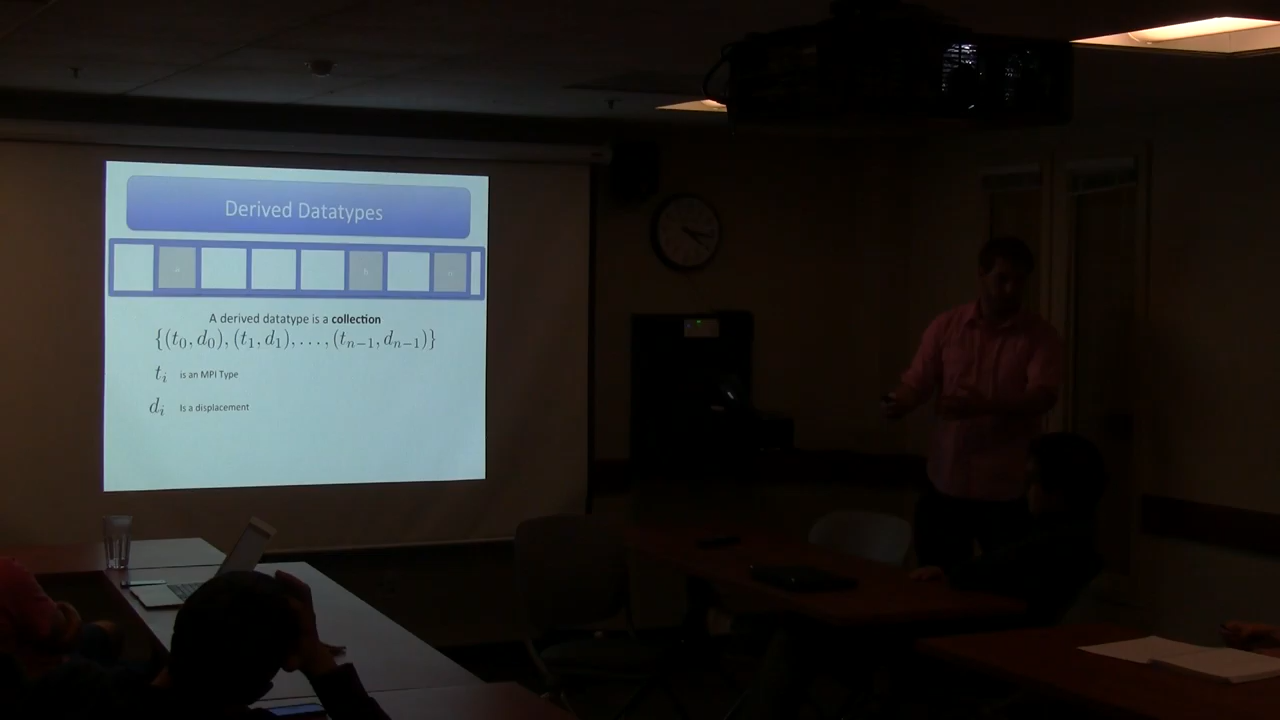 Derived Datatypes
A derived datatype is a collection
{(t₀, d₀), (t₁, d₁), . . . , (tₙ₋₁, dₙ₋₁)}
tᵢ is an MPI Type
dᵢ Is a displacement